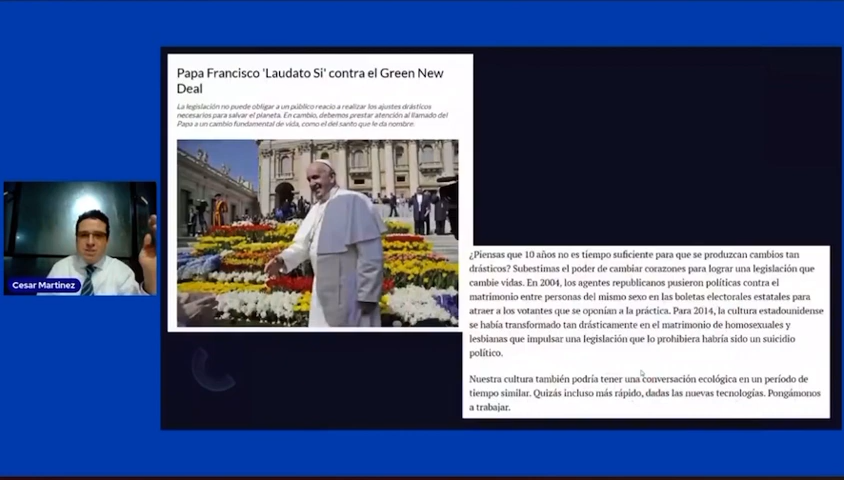 Papa Francisco 'Laudato Si' contra el Green New
Deal
La legislación no puede obligar a un público reacio a realizar los ajustes drásticos
necesarios para salvar el planeta. En cambio, debemos prestar atención al llamado del
Papa a un cambio fundamental de vida, como el del santo que le da nombre.
Cesar Martinez
¿Piensas que 10 años no es tiempo suficiente para que se produzcan cambios tan
drásticos? Subestimas el poder de cambiar corazones para lograr una legislación que
cambie vidas. En 2004, los agentes republicanos pusieron políticas contra el
matrimonio entre personas del mismo sexo en las boletas electorales estatales para
atraer a los votantes que se oponían a la práctica. Para 2014, la cultura estadounidense
se había transformado tan drásticamente en el matrimonio de homosexuales y
lesbianas que impulsar una legislación que lo prohibiera habría sido un suicidio
político.
Nuestra cultura también podría tener una conversación ecológica en un período de
tiempo similar. Quizás incluso más rápido, dadas las nuevas tecnologías. Pongámonos
a trabajar.